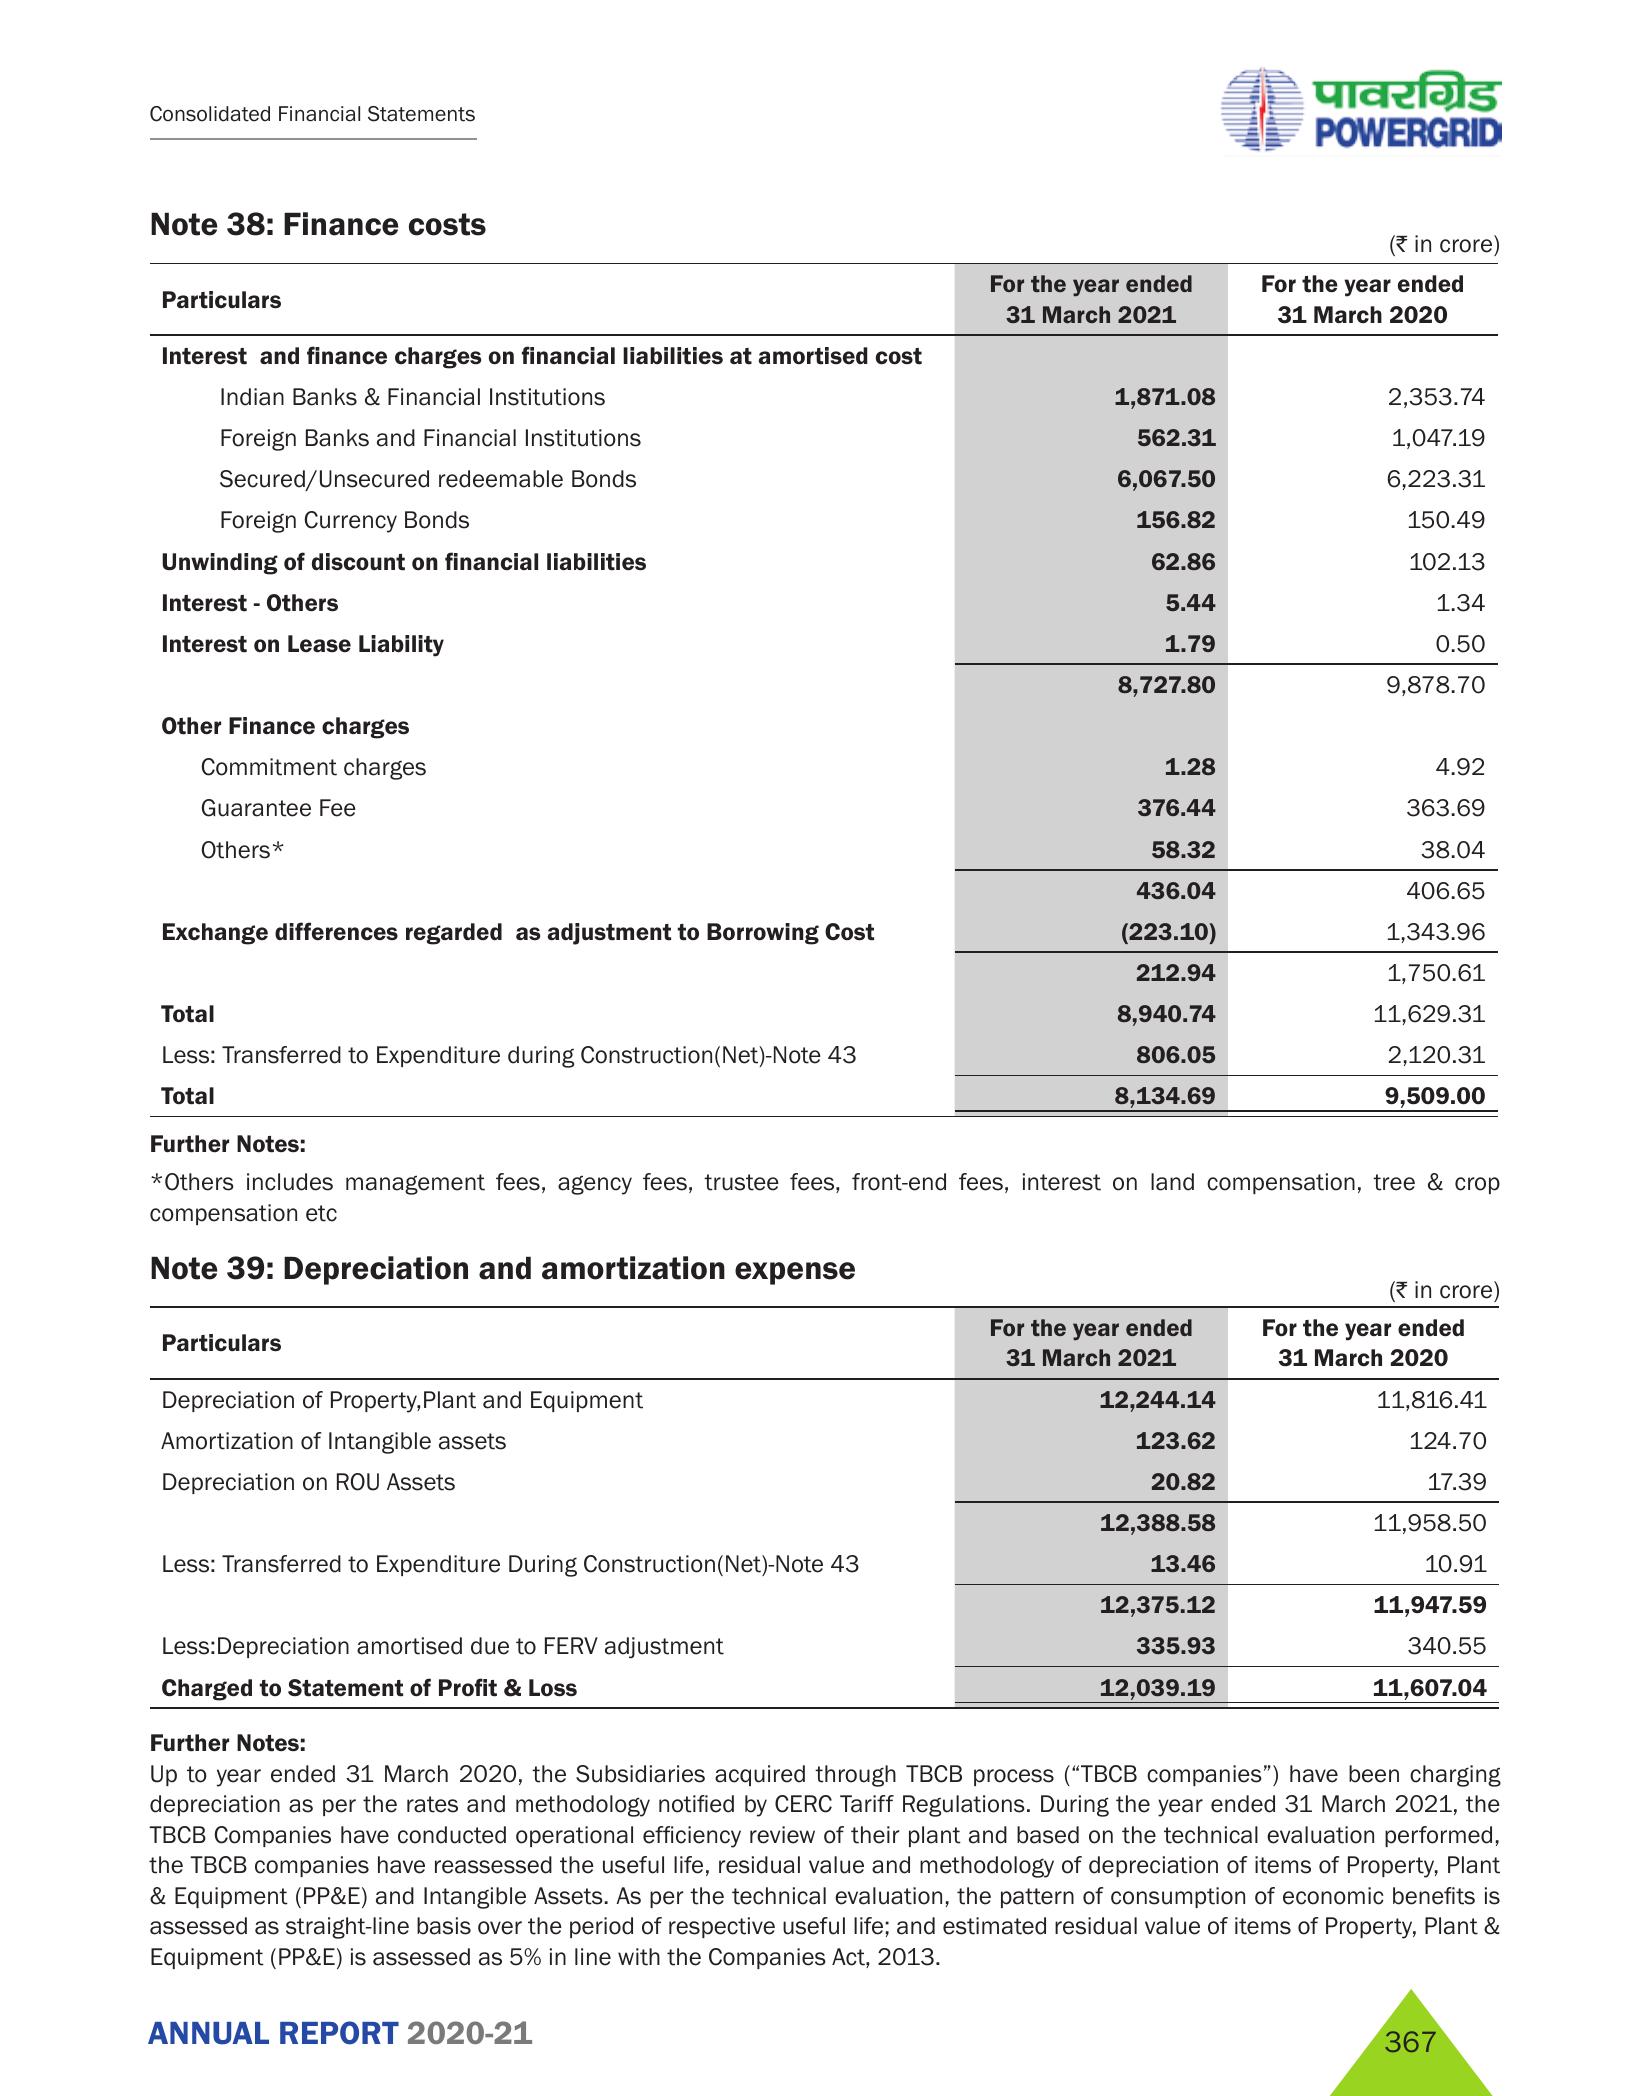 Consolidated Financial Statements
पावरग्रिड
POWERGRID
Note 38: Finance costs
(₹ in crore)
Particulars For the year ended 31 March 2021 For the year ended 31 March 2020
Interest and finance charges on financial liabilities at amortised cost
Indian Banks & Financial Institutions 1,871.08 2,353.74
Foreign Banks and Financial Institutions 562.31 1,047.19
Secured/Unsecured redeemable Bonds 6,067.50 6,223.31
Foreign Currency Bonds 156.82 150.49
Unwinding of discount on financial liabilities 62.86 102.13
Interest - Others 5.44 1.34
Interest on Lease Liability 1.79 0.50
8,727.80 9,878.70
Other Finance charges
Commitment charges 1.28 4.92
Guarantee Fee 376.44 363.69
Others* 58.32 38.04
436.04 406.65
Exchange differences regarded as adjustment to Borrowing Cost (223.10) 1,343.96
212.94 1,750.61
Total 8,940.74 11,629.31
Less: Transferred to Expenditure during Construction(Net)-Note 43 806.05 2,120.31
Total 8,134.69 9,509.00
Further Notes:
*Others includes management fees, agency fees, trustee fees, front-end fees, interest on land compensation, tree & crop
compensation etc
Note 39: Depreciation and amortization expense
(₹ in crore)
Particulars For the year ended 31 March 2021 For the year ended 31 March 2020
Depreciation of Property,Plant and Equipment 12,244.14 11,816.41
Amortization of Intangible assets 123.62 124.70
Depreciation on ROU Assets 20.82 17.39
12,388.58 11,958.50
Less: Transferred to Expenditure During Construction(Net)-Note 43 13.46 10.91
12,375.12 11,947.59
Less:Depreciation amortised due to FERV adjustment 335.93 340.55
Charged to Statement of Profit & Loss 12,039.19 11,607.04
Further Notes:
Up to year ended 31 March 2020, the Subsidiaries acquired through TBCB process (“TBCB companies”) have been charging
depreciation as per the rates and methodology notified by CERC Tariff Regulations. During the year ended 31 March 2021, the
TBCB Companies have conducted operational efficiency review of their plant and based on the technical evaluation performed,
the TBCB companies have reassessed the useful life, residual value and methodology of depreciation of items of Property, Plant
& Equipment (PP&E) and Intangible Assets. As per the technical evaluation, the pattern of consumption of economic benefits is
assessed as straight-line basis over the period of respective useful life; and estimated residual value of items of Property, Plant &
Equipment (PP&E) is assessed as 5% in line with the Companies Act, 2013.
ANNUAL REPORT 2020-21
367